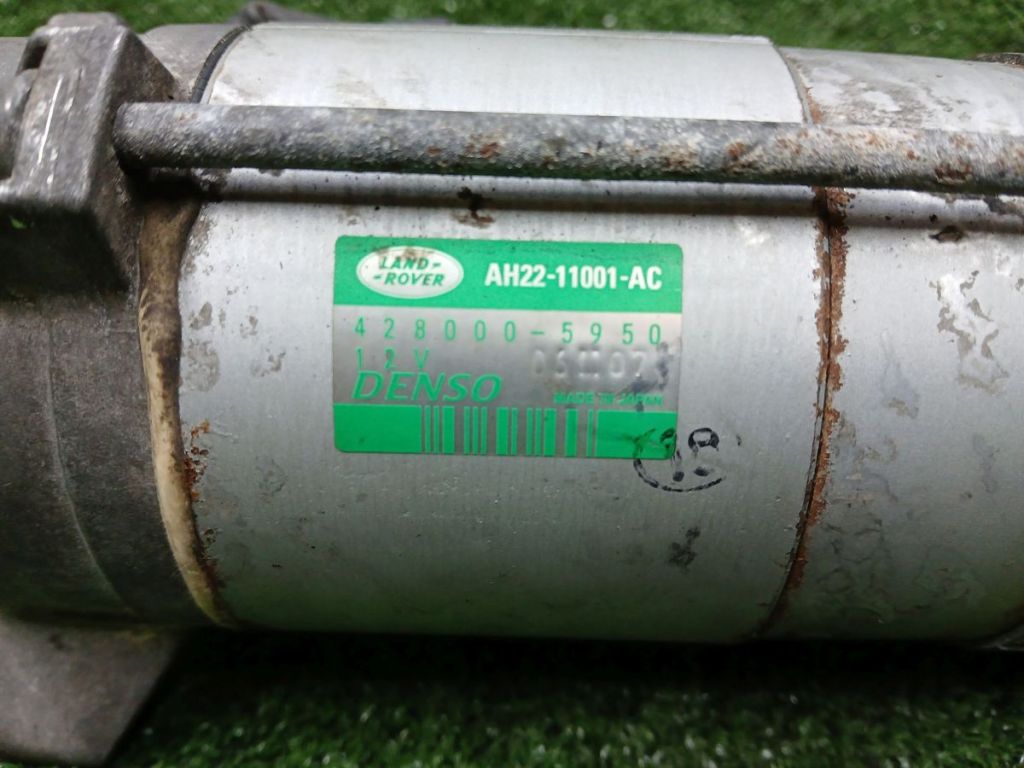 LAND-
-ROVER
AH22-11001-AC
428000-5950
12V
DENSO
MADE IN JAPAN